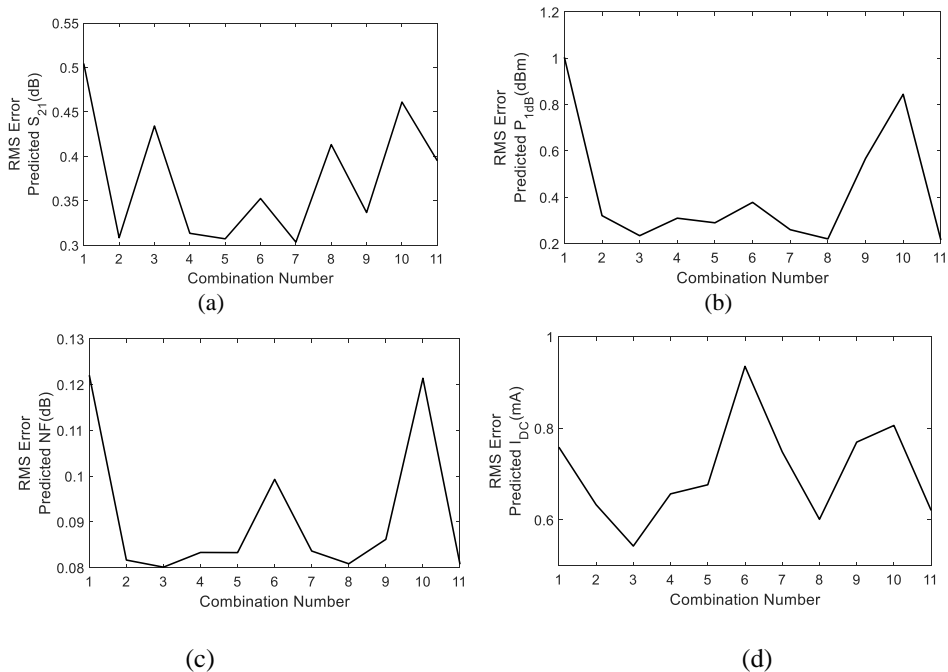 0.55
0.5
0.45
0.4
0.35
0.3
RMS Error
Predicted S21(dB)
1 2 3 4 5 6 7 8 9 10 11
Combination Number
(a)
1.2
1
0.8
0.6
0.4
0.2
RMS Error
Predicted P1dB(dBm)
1 2 3 4 5 6 7 8 9 10 11
Combination Number
(b)
0.13
0.12
0.11
0.1
0.09
0.08
RMS Error
Predicted NF(dB)
1 2 3 4 5 6 7 8 9 10 11
Combination Number
(c)
1
0.8
0.6
RMS Error
Predicted IDC(mA)
1 2 3 4 5 6 7 8 9 10 11
Combination Number
(d)